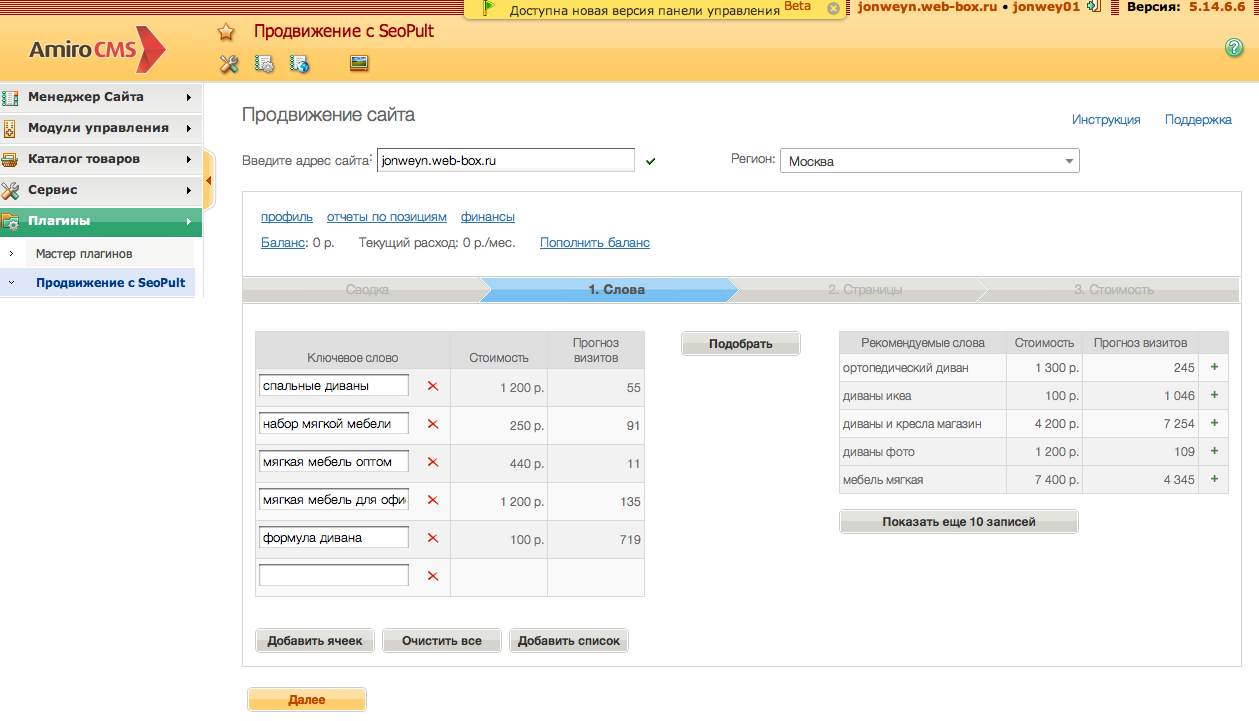 Доступна новая версия панели управления Beta
jonweyn.web-box.ru • jonwey01
Версия: 5.14.6.6
Amiro CMS
Продвижение с SeoPult
Менеджер Сайта
Модули управления
Каталог товаров
Сервис
Плагины
Мастер плагинов
Продвижение с SeoPult
Продвижение сайта
Инструкция Поддержка
Введите адрес сайта: jonweyn.web-box.ru
Регион: Москва
профиль отчеты по позициям финансы
Баланс: 0 р. Текущий расход: 0 р./мес. Пополнить баланс
Сводка 1. Слова 2. Страницы 3. Стоимость
Ключевое слово Стоимость Прогноз визитов
спальные диваны 1 200 р. 55
набор мягкой мебели 250 р. 91
мягкая мебель оптом 440 р. 11
мягкая мебель для офи 1 200 р. 135
формула дивана 100 р. 719
Подобрать
Рекомендуемые слова Стоимость Прогноз визитов
ортопедический диван 1 300 р. 245 +
диваны икеа 100 р. 1 046 +
диваны и кресла магазин 4 200 р. 7 254 +
диваны фото 1 200 р. 109 +
мебель мягкая 7 400 р. 4 345 +
Показать еще 10 записей
Добавить ячеек Очистить все Добавить список
Далее